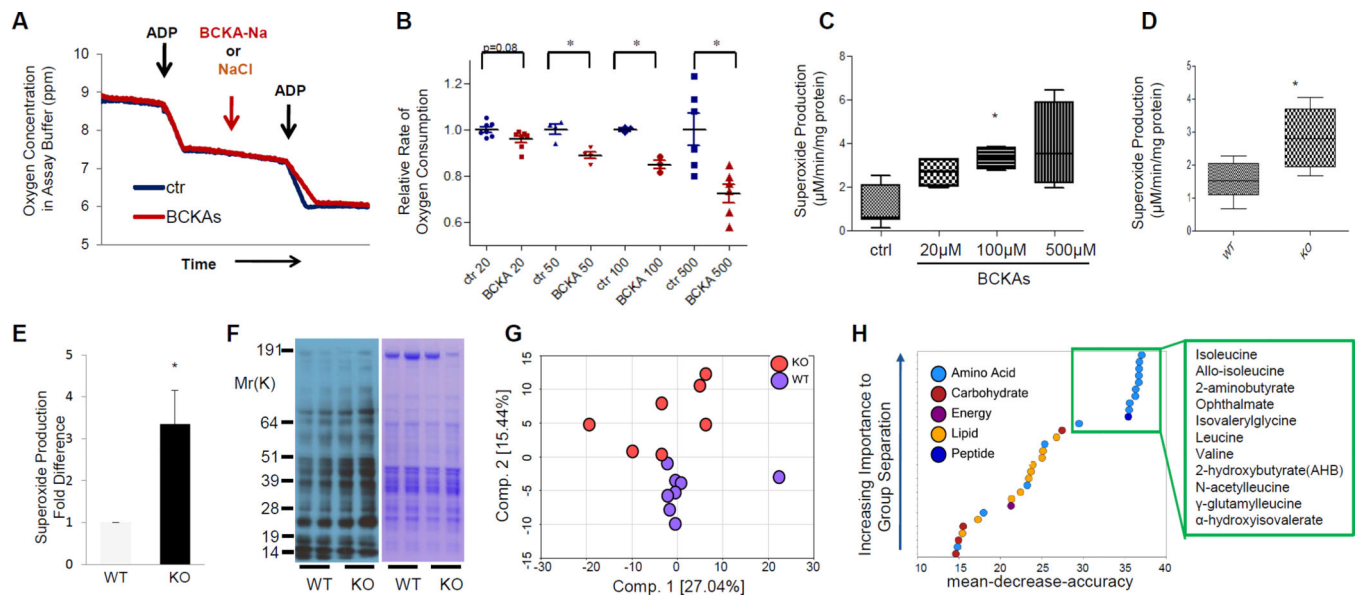 A
ADP
BCKA-Na
or
NaCl
ADP
Oxygen Concentration
in Assay Buffer (ppm)
10
9
8
7
6
5
ctr
BCKAs
Time
B
p=0.08
*
*
*
Relative Rate of
Oxygen Consumption
1.2
1.0
0.8
0.6
ctr 20
BCKA 20
ctr 50
BCKA 50
ctr 100
BCKA 100
ctr 500
BCKA 500
C
Superoxide Production
(µM/min/mg protein)
8
6
4
2
0
*
ctrl
20µM
100µM
500µM
BCKAs
D
Superoxide Production
(µM/min/mg protein)
5
4
3
2
1
0
*
WT
KO
E
Superoxide Production
Fold Difference
5
4
3
2
1
0
*
WT
KO
F
191
Mr(K)
64
51
39
28
19
14
WT
KO
WT
KO
G
KO
WT
Comp. 2 [15.44%]
15
10
5
0
-5
-10
-15
-30
-20
-10
0
10
20
30
Comp. 1 [27.04%]
H
Increasing Importance to
Group Separation
Amino Acid
Carbohydrate
Energy
Lipid
Peptide
10
15
20
25
30
35
40
mean-decrease-accuracy
Isoleucine
Allo-isoleucine
2-aminobutyrate
Ophthalmate
Isovalerylglycine
Leucine
Valine
2-hydroxybutyrate(AHB)
N-acetylleucine
γ-glutamylleucine
α-hydroxyisovalerate